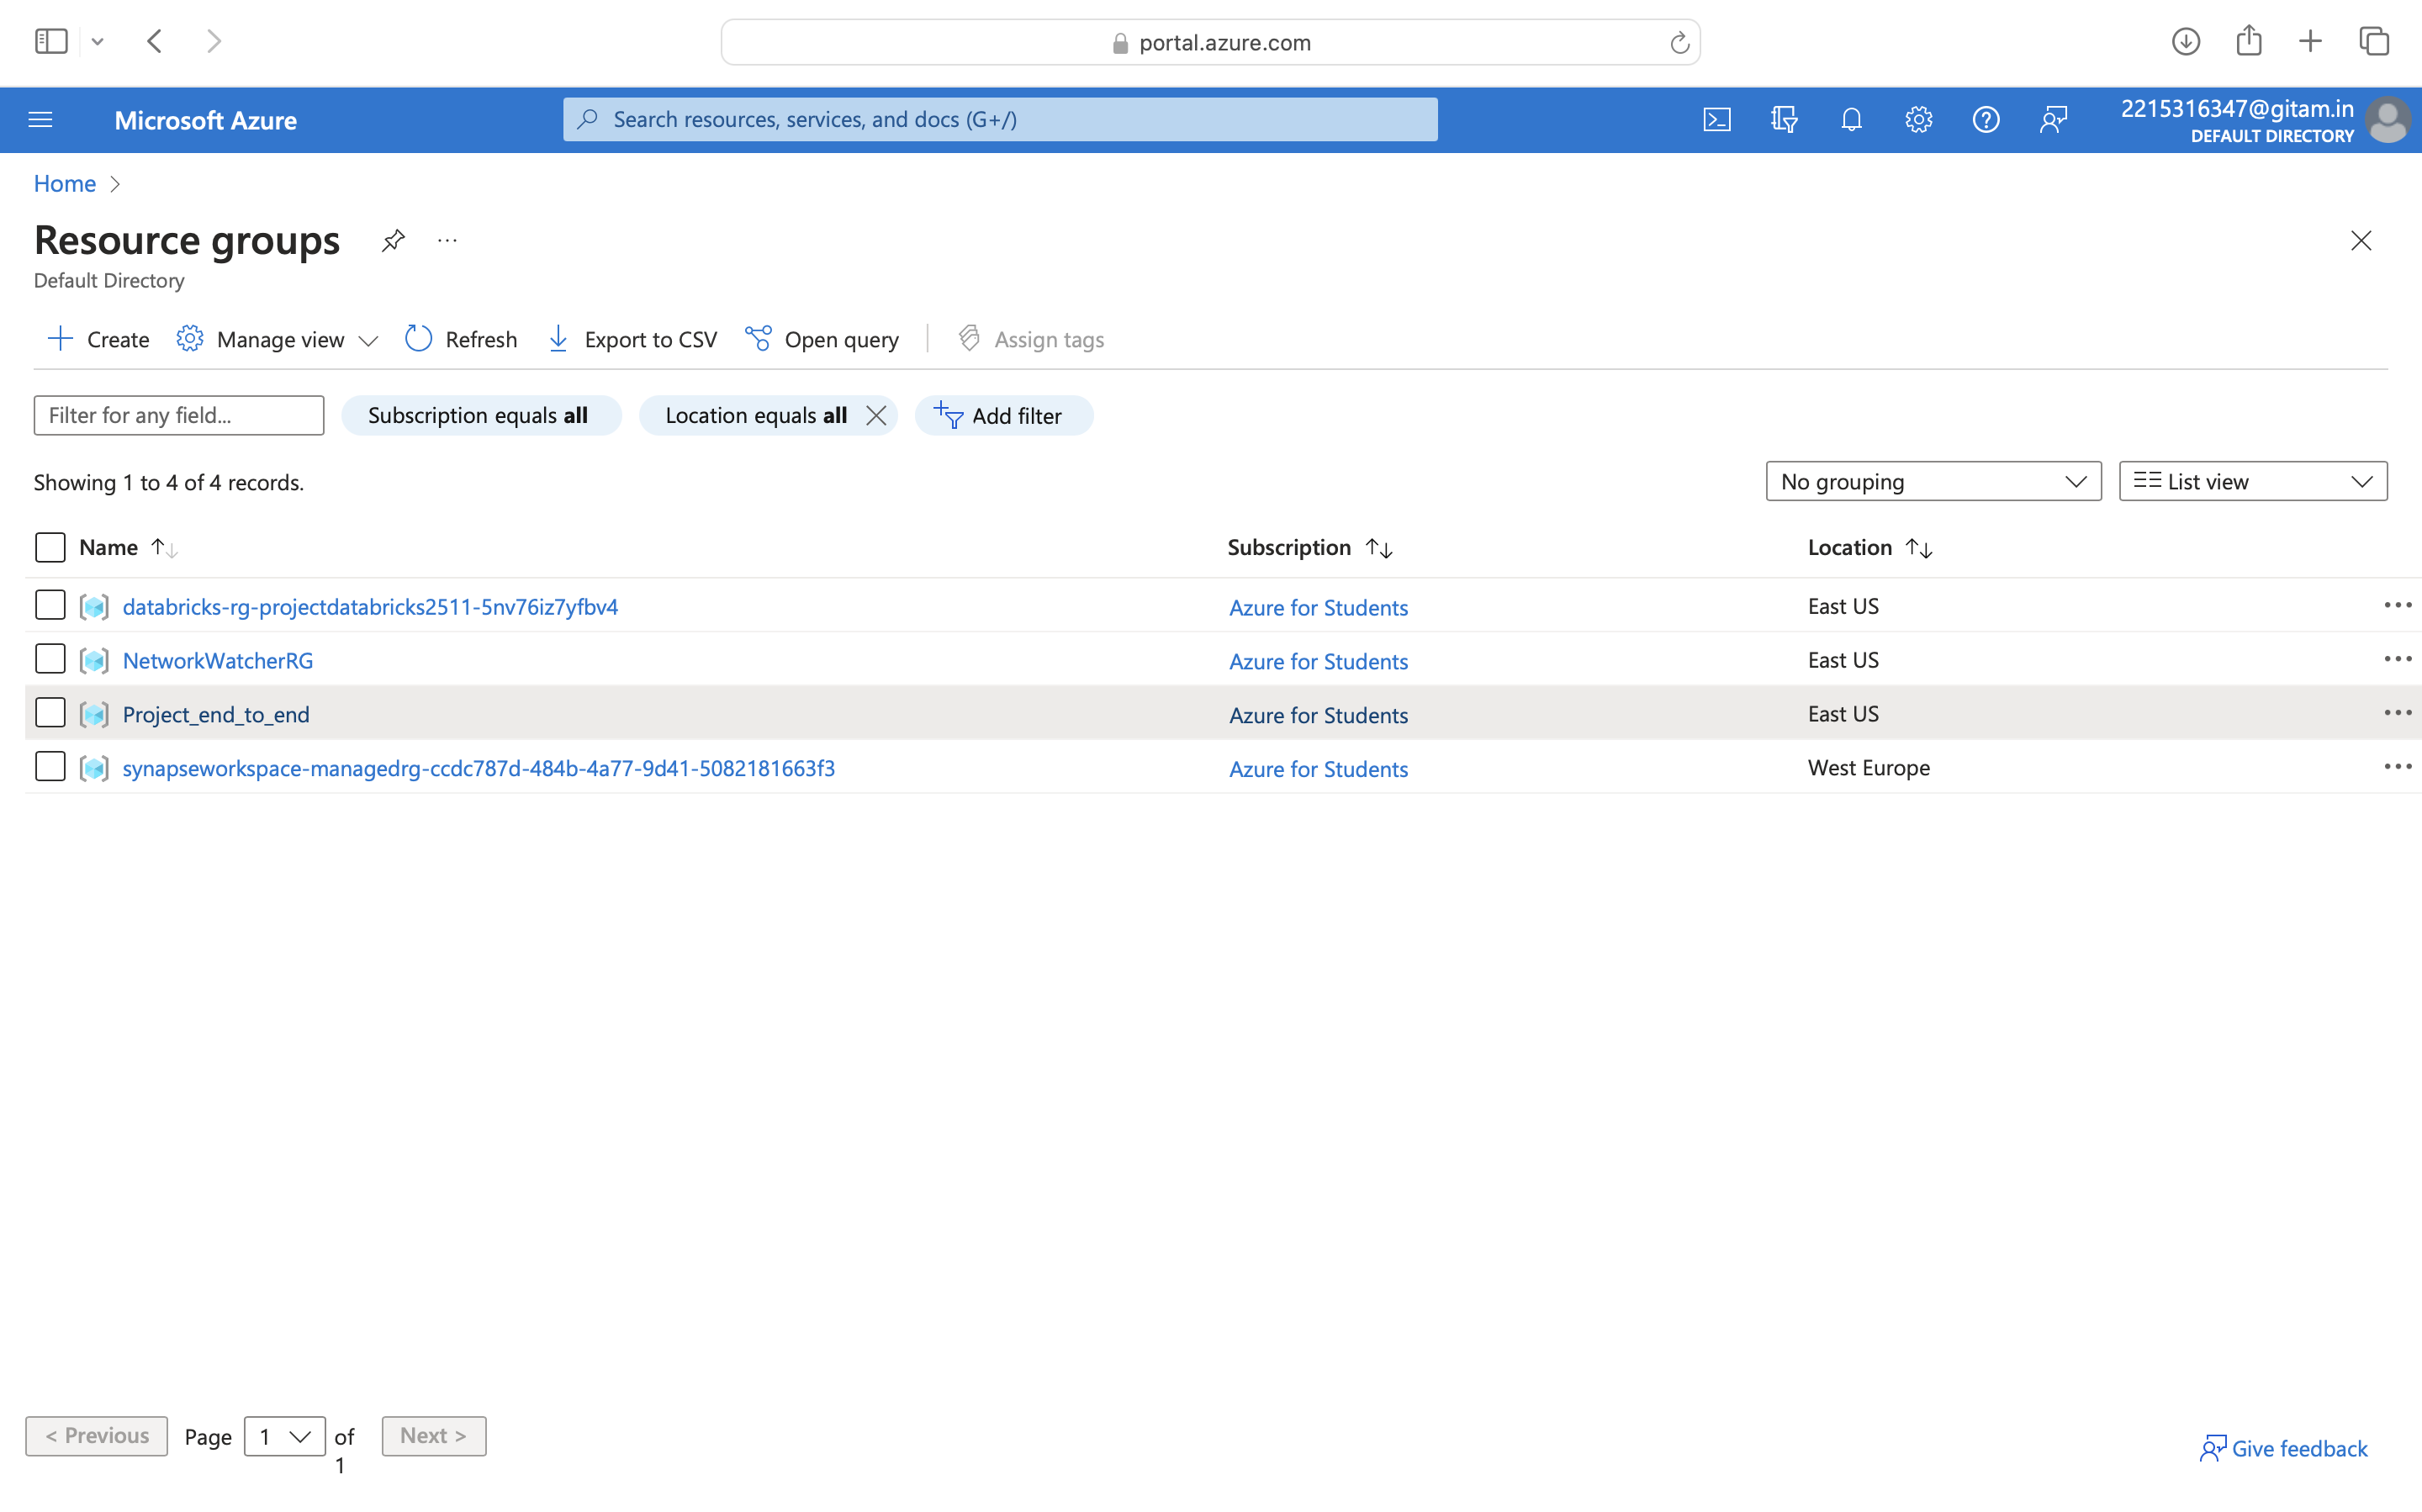 portal.azure.com
Microsoft Azure
Search resources, services, and docs (G+/)
2215316347@gitam.in
DEFAULT DIRECTORY
Home
Resource groups
...
Default Directory
Create
Manage view
Refresh
Export to CSV
Open query
Assign tags
Filter for any field...
Subscription equals all
Location equals all
Add filter
Showing 1 to 4 of 4 records.
No grouping
List view
Name
Subscription
Location
databricks-rg-projectdatabricks2511-5nv76iz7yfbv4 Azure for Students East US
NetworkWatcherRG Azure for Students East US
Project_end_to_end Azure for Students East US
synapseworkspace-managedrg-ccdc787d-484b-4a77-9d41-5082181663f3 Azure for Students West Europe
< Previous
Page
1
of
1
Next >
Give feedback